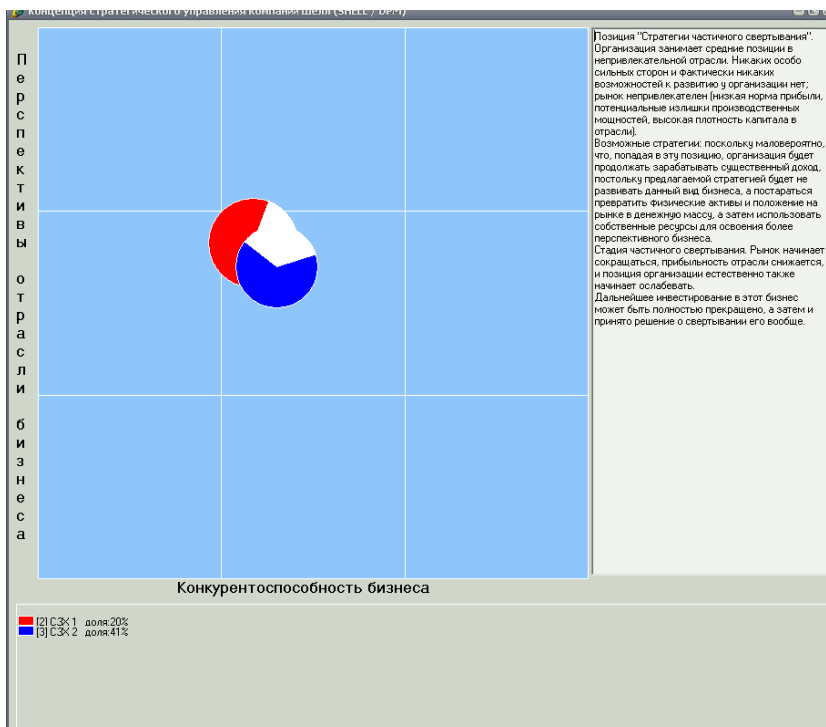 Концепция стратегического управления компании Шелл (SHELL / DPM)
Перспективы отрасли бизнеса
Позиция "Стратегии частичного свертывания".
Организация занимает средние позиции в
непривлекательной отрасли. Никаких особо
сильных сторон и фактически никаких
возможностей к развитию у организации нет;
рынок непривлекателен (низкая норма прибыли,
потенциальные излишки производственных
мощностей, высокая плотность капитала в
отрасли).
Возможные стратегии: поскольку маловероятно,
что, попадая в эту позицию, организация будет
продолжать зарабатывать существенный доход,
постольку предлагаемой стратегией будет не
развивать данный вид бизнеса, а постараться
превратить физические активы и положение на
рынке в денежную массу, а затем использовать
собственные ресурсы для освоения более
перспективного бизнеса.
Стадия частичного свертывания. Рынок начинает
сокращаться, прибыльность отрасли снижается,
и позиция организации естественно также
начинает ослабевать.
Дальнейшее инвестирование в этот бизнес
может быть полностью прекращено, а затем и
принято решение о свертывании его вообще.
Конкурентоспособность бизнеса
[2] СЗХ 1 доля:20%
[3] СЗХ 2 доля:41%